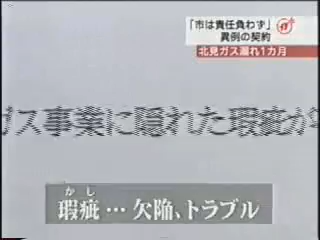 「市は責任負わず」
異例の契約
北見ガス漏れ1カ月
ガス事業に隠れた瑕疵が
かし
瑕疵…欠陥、トラブル